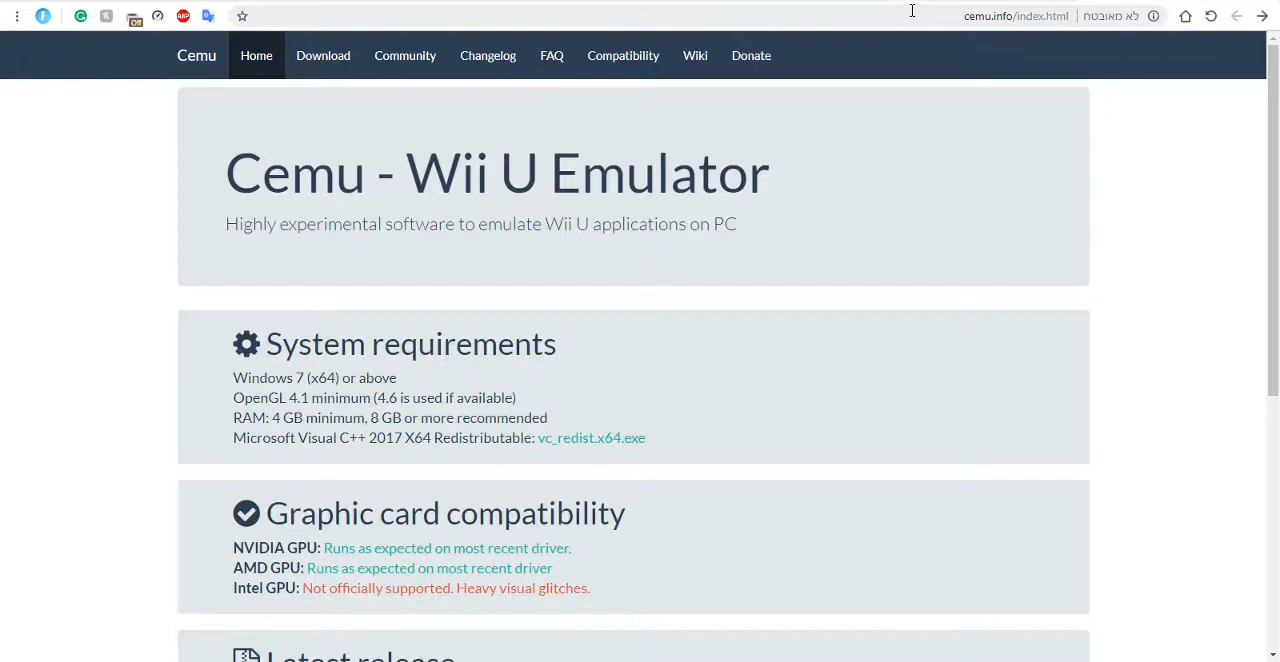 cemu.info/index.html | לא מאובטח
Cemu Home Download Community Changelog FAQ Compatibility Wiki Donate
Cemu - Wii U Emulator
Highly experimental software to emulate Wii U applications on PC
System requirements
Windows 7 (x64) or above
OpenGL 4.1 minimum (4.6 is used if available)
RAM: 4 GB minimum, 8 GB or more recommended
Microsoft Visual C++ 2017 X64 Redistributable: vc_redist.x64.exe
Graphic card compatibility
NVIDIA GPU: Runs as expected on most recent driver.
AMD GPU: Runs as expected on most recent driver
Intel GPU: Not officially supported. Heavy visual glitches.
Latest release